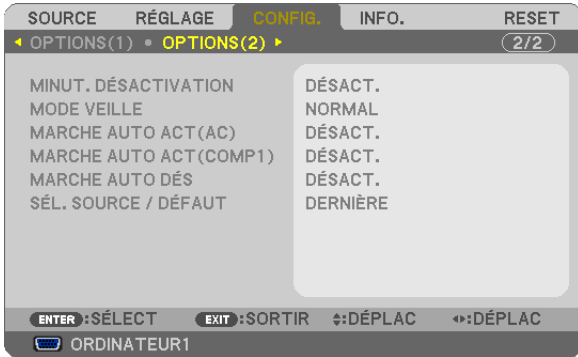 SOURCE RÉGLAGE CONFIG. INFO. RESET
OPTIONS(1) OPTIONS(2) 2/2
MINUT. DÉSACTIVATION DÉSACT.
MODE VEILLE NORMAL
MARCHE AUTO ACT(AC) DÉSACT.
MARCHE AUTO ACT(COMP1) DÉSACT.
MARCHE AUTO DÉS DÉSACT.
SÉL. SOURCE / DÉFAUT DERNIÈRE
ENTER :SÉLECT EXIT :SORTIR :DÉPLAC :DÉPLAC
ORDINATEUR1